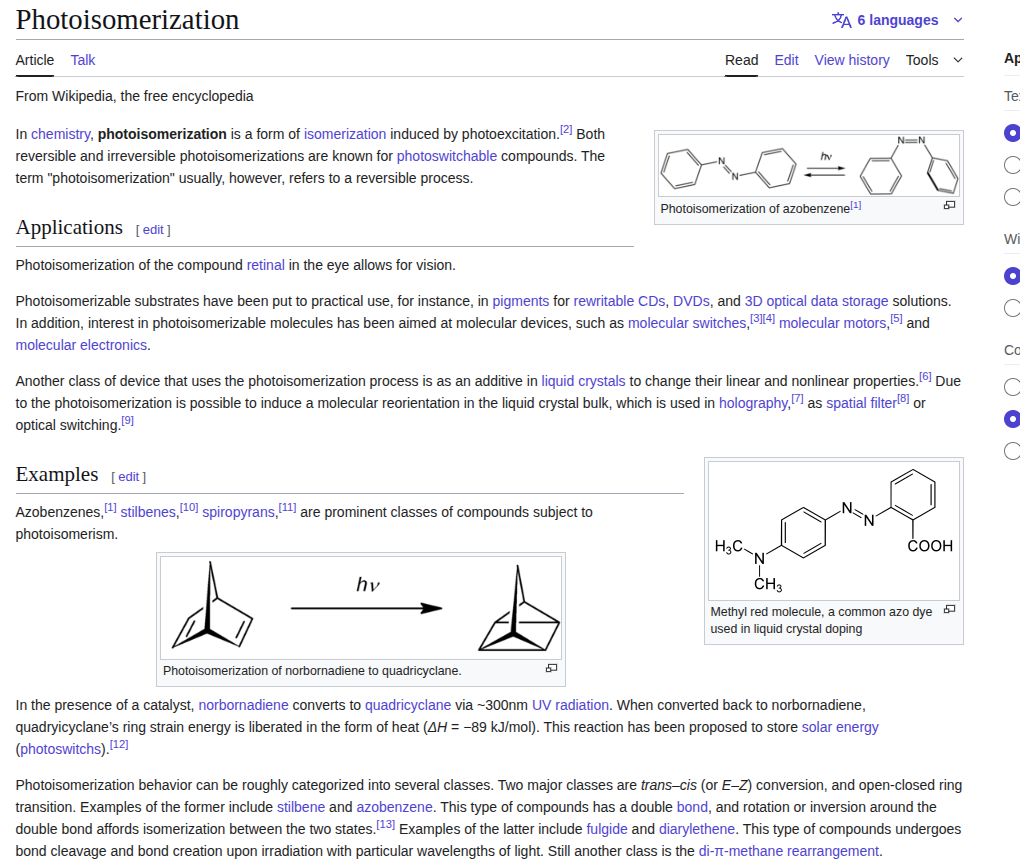 Photoisomerization
6 languages
Article Talk
Read Edit View history Tools
From Wikipedia, the free encyclopedia
In chemistry, photoisomerization is a form of isomerization induced by photoexcitation.[2] Both
reversible and irreversible photoisomerizations are known for photoswitchable compounds. The
term "photoisomerization" usually, however, refers to a reversible process.
N
N
hν
N N
Photoisomerization of azobenzene[1]
Applications [ edit ]
Photoisomerization of the compound retinal in the eye allows for vision.
Photoisomerizable substrates have been put to practical use, for instance, in pigments for rewritable CDs, DVDs, and 3D optical data storage solutions.
In addition, interest in photoisomerizable molecules has been aimed at molecular devices, such as molecular switches,[3][4] molecular motors,[5] and
molecular electronics.
Another class of device that uses the photoisomerization process is as an additive in liquid crystals to change their linear and nonlinear properties.[6] Due
to the photoisomerization is possible to induce a molecular reorientation in the liquid crystal bulk, which is used in holography,[7] as spatial filter[8] or
optical switching.[9]
Examples [ edit ]
Azobenzenes,[1] stilbenes,[10] spiropyrans,[11] are prominent classes of compounds subject to
photoisomerism.
hν
Photoisomerization of norbornadiene to quadricyclane.
N
N
H3C
N
CH3
COOH
Methyl red molecule, a common azo dye
used in liquid crystal doping
In the presence of a catalyst, norbornadiene converts to quadricyclane via ~300nm UV radiation. When converted back to norbornadiene,
quadryicyclane's ring strain energy is liberated in the form of heat (ΔH = −89 kJ/mol). This reaction has been proposed to store solar energy
(photoswitchs).[12]
Photoisomerization behavior can be roughly categorized into several classes. Two major classes are trans–cis (or E–Z) conversion, and open-closed ring
transition. Examples of the former include stilbene and azobenzene. This type of compounds has a double bond, and rotation or inversion around the
double bond affords isomerization between the two states.[13] Examples of the latter include fulgide and diarylethene. This type of compounds undergoes
bond cleavage and bond creation upon irradiation with particular wavelengths of light. Still another class is the di-π-methane rearrangement.
Ap
Te
Wi
Co